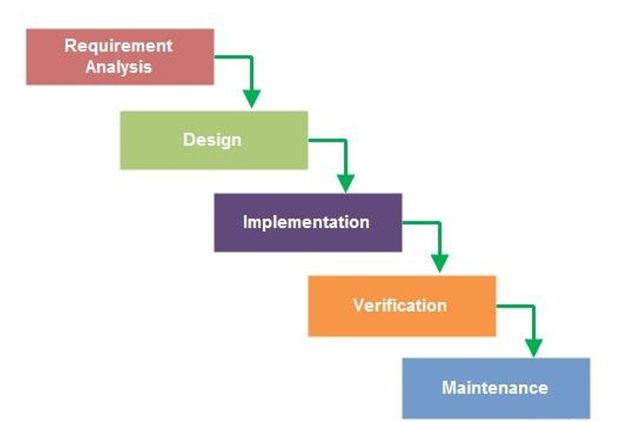 Requirement
Analysis
Design
Implementation
Verification
Maintenance